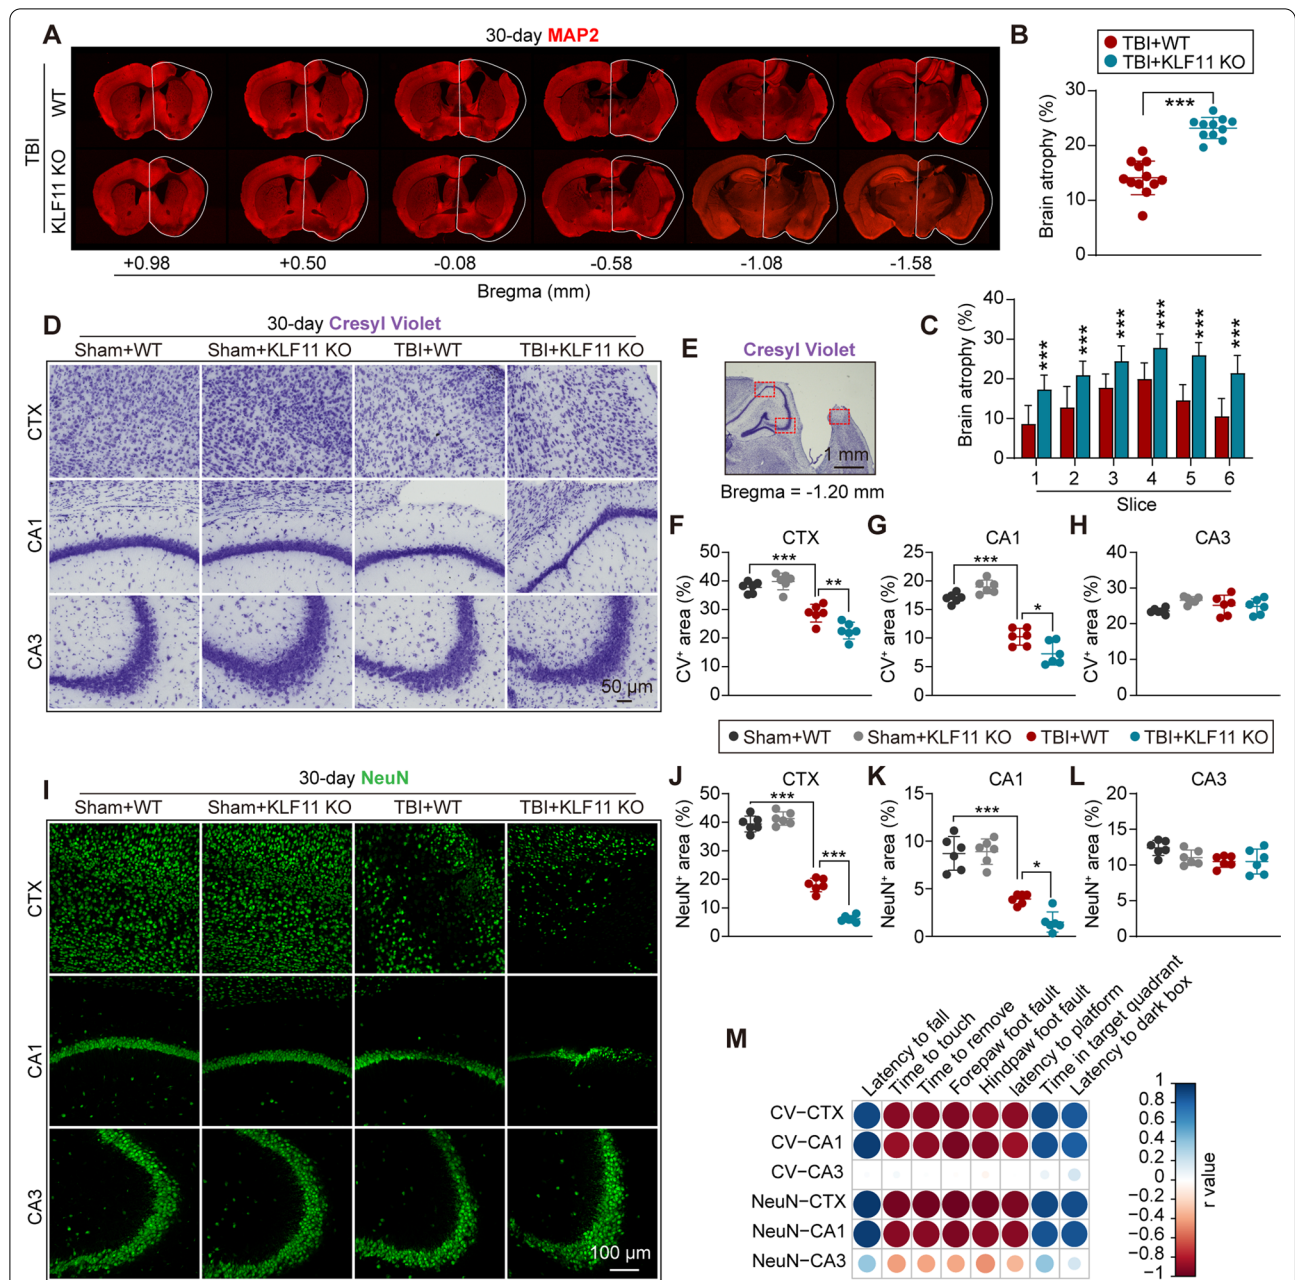 A
30-day MAP2
TBI
WT
KLF11 KO
+0.98 +0.50 -0.08 -0.58 -1.08 -1.58
Bregma (mm)
B
TBI+WT
TBI+KLF11 KO
Brain atrophy (%)
30
20
10
0
***
C
Brain atrophy (%)
40
30
20
10
0
*** *** *** *** *** ***
1 2 3 4 5 6
Slice
D
30-day Cresyl Violet
Sham+WT Sham+KLF11 KO TBI+WT TBI+KLF11 KO
CTX
CA1
CA3
50 µm
E
Cresyl Violet
1 mm
Bregma = -1.20 mm
F
CTX
CV+ area (%)
50
40
30
20
10
0
***
**
G
CA1
CV+ area (%)
25
20
15
10
5
0
***
*
H
CA3
CV+ area (%)
40
30
20
10
0
Sham+WT Sham+KLF11 KO TBI+WT TBI+KLF11 KO
I
30-day NeuN
Sham+WT Sham+KLF11 KO TBI+WT TBI+KLF11 KO
CTX
CA1
CA3
100 µm
J
CTX
NeuN+ area (%)
50
40
30
20
10
0
***
***
K
CA1
NeuN+ area (%)
15
10
5
0
***
*
L
CA3
NeuN+ area (%)
20
15
10
5
0
M
Latency to fall
Time to touch
Time to remove
Forepaw foot fault
Hindpaw foot fault
latency to platform
Time in target quadrant
Latency to dark box
CV−CTX
CV−CA1
CV−CA3
NeuN−CTX
NeuN−CA1
NeuN−CA3
1
0.8
0.6
0.4
0.2
0
−0.2
−0.4
−0.6
−0.8
−1
r value